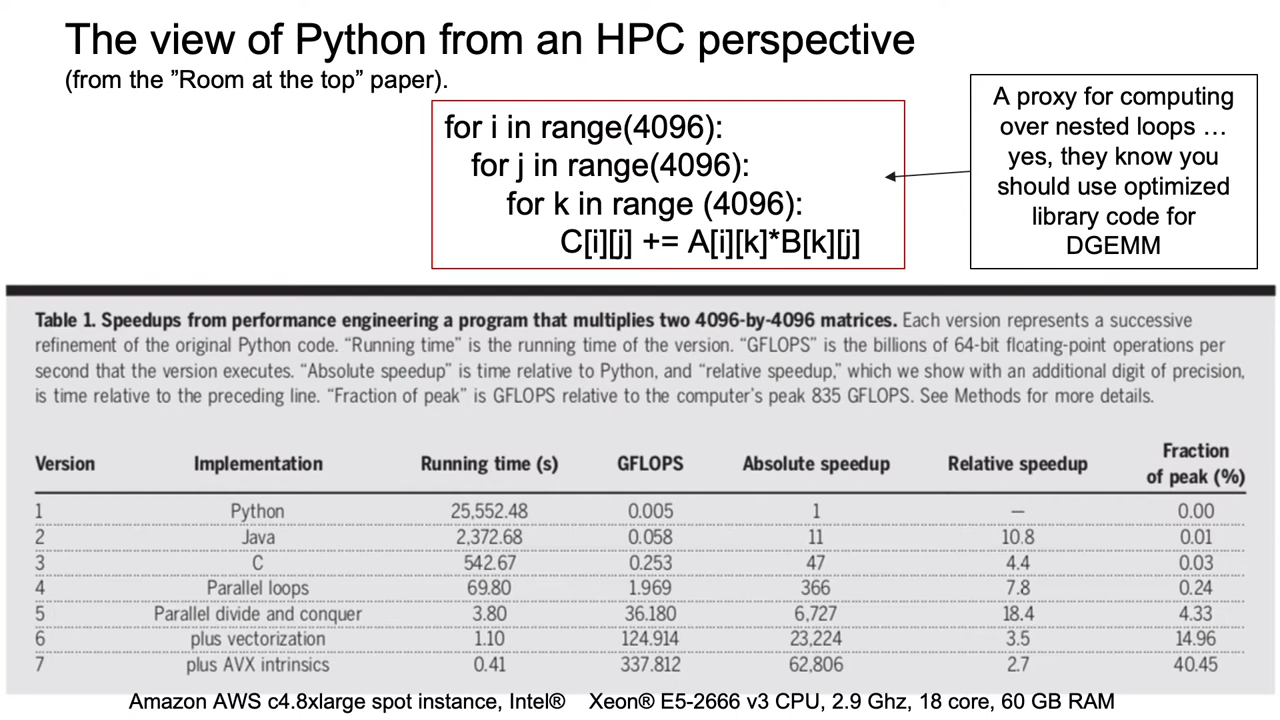 The view of Python from an HPC perspective
(from the ”Room at the top” paper).
for i in range(4096):
for j in range(4096):
for k in range (4096):
C[i][j] += A[i][k]*B[k][j]
A proxy for computing
over nested loops …
yes, they know you
should use optimized
library code for
DGEMM
Table 1. Speedups from performance engineering a program that multiplies two 4096-by-4096 matrices. Each version represents a successive
refinement of the original Python code. “Running time” is the running time of the version. “GFLOPS” is the billions of 64-bit floating-point operations per
second that the version executes. “Absolute speedup” is time relative to Python, and “relative speedup,” which we show with an additional digit of precision,
is time relative to the preceding line. “Fraction of peak” is GFLOPS relative to the computer’s peak 835 GFLOPS. See Methods for more details.
Version Implementation Running time (s) GFLOPS Absolute speedup Relative speedup Fraction of peak (%)
1 Python 25,552.48 0.005 1 — 0.00
2 Java 2,372.68 0.058 11 10.8 0.01
3 C 542.67 0.253 47 4.4 0.03
4 Parallel loops 69.80 1.969 366 7.8 0.24
5 Parallel divide and conquer 3.80 36.180 6,727 18.4 4.33
6 plus vectorization 1.10 124.914 23,224 3.5 14.96
7 plus AVX intrinsics 0.41 337.812 62,806 2.7 40.45
Amazon AWS c4.8xlarge spot instance, Intel® Xeon® E5-2666 v3 CPU, 2.9 Ghz, 18 core, 60 GB RAM